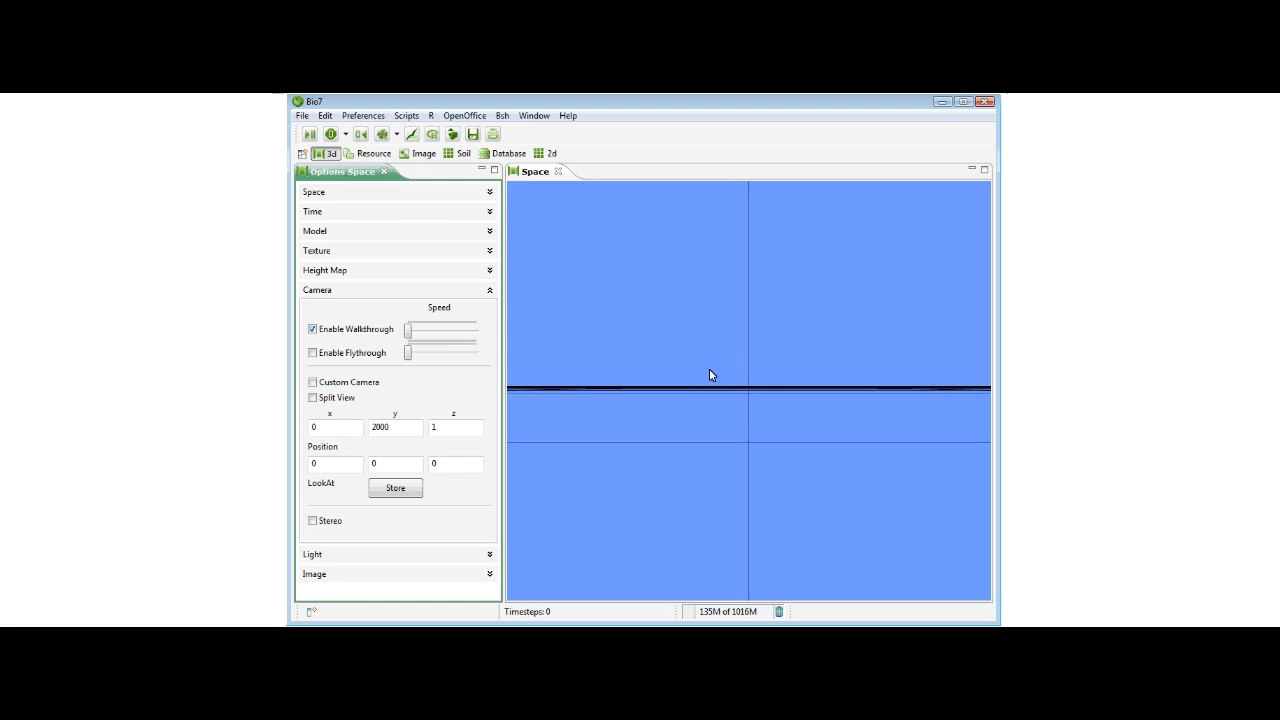 Bio7
File Edit Preferences Scripts R OpenOffice Bsh Window Help
3d Resource Image Soil Database 2d
Options Space
Space
Space
Time
Model
Texture
Height Map
Camera
Speed
Enable Walkthrough
Enable Flythrough
Custom Camera
Split View
x y z
0 2000 1
Position
0 0 0
LookAt Store
Stereo
Light
Image
Timesteps: 0 135M of 1016M